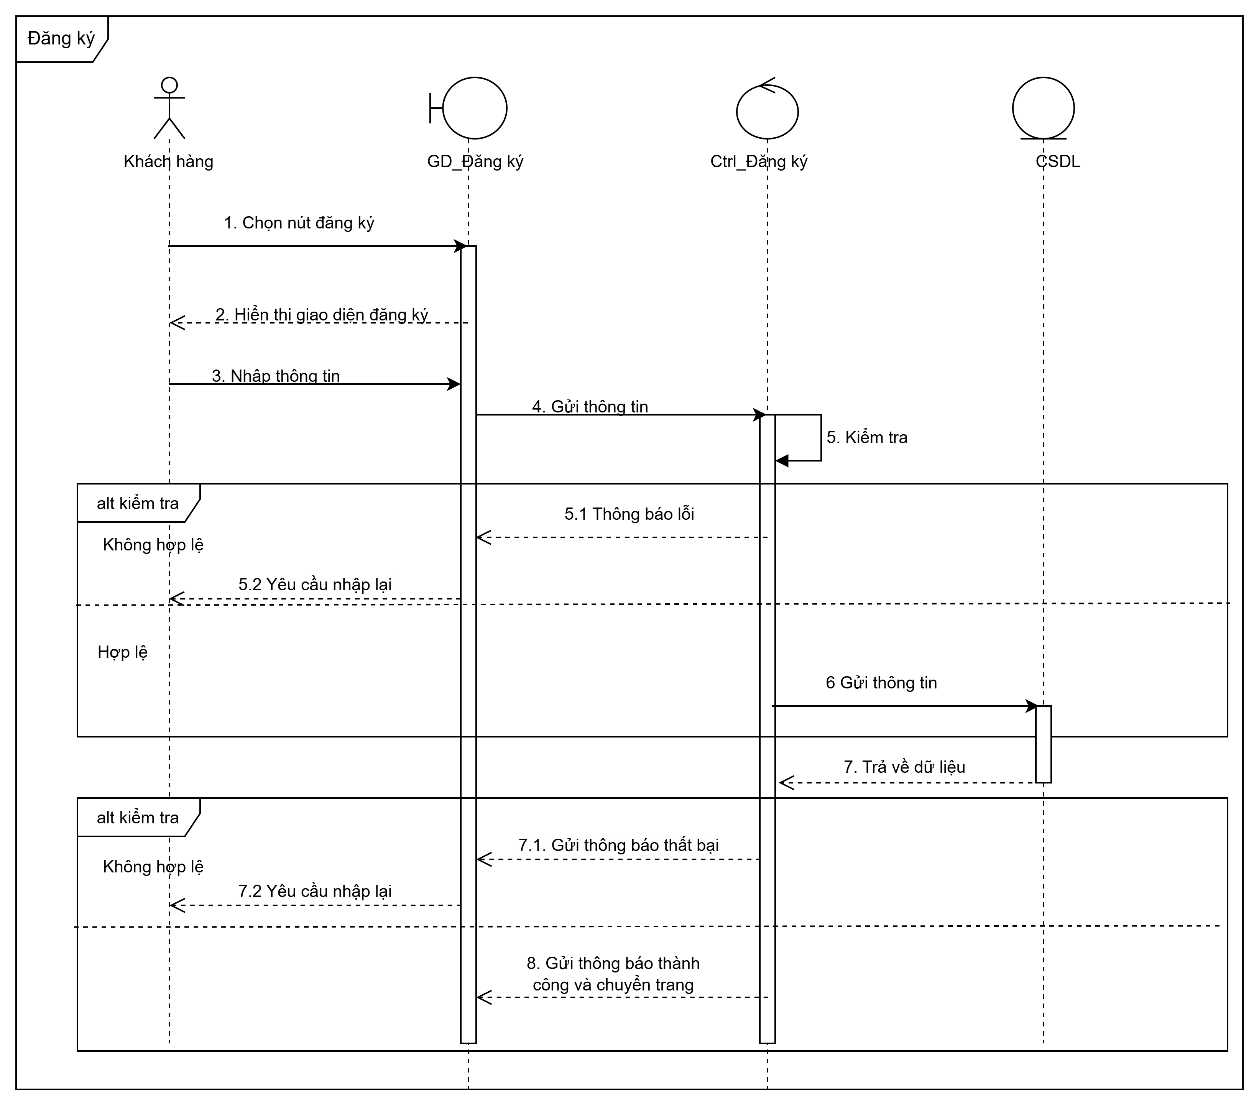 Đăng ký
Khách hàng
GD_Đăng ký
Ctrl_Đăng ký
CSDL
1. Chọn nút đăng ký
2. Hiển thị giao diện đăng ký
3. Nhập thông tin
4. Gửi thông tin
5. Kiểm tra
alt kiểm tra
5.1 Thông báo lỗi
Không hợp lệ
5.2 Yêu cầu nhập lại
Hợp lệ
6 Gửi thông tin
7. Trả về dữ liệu
alt kiểm tra
7.1. Gửi thông báo thất bại
Không hợp lệ
7.2 Yêu cầu nhập lại
8. Gửi thông báo thành
công và chuyển trang